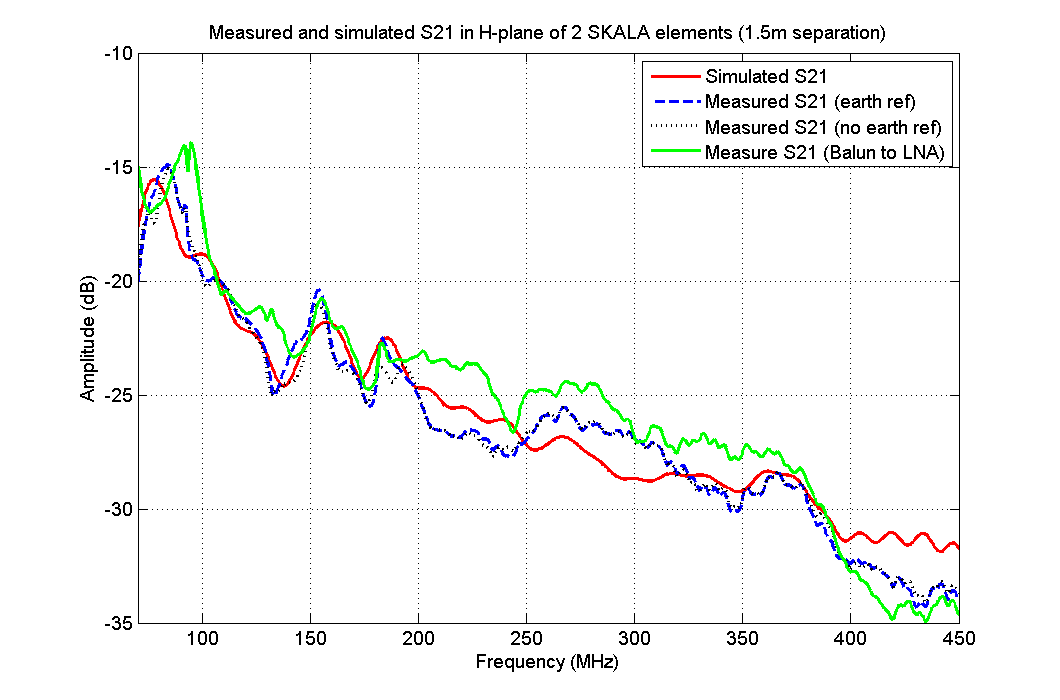 Measured and simulated S21 in H-plane of 2 SKALA elements (1.5m separation)
Simulated S21
Measured S21 (earth ref)
Measured S21 (no earth ref)
Measure S21 (Balun to LNA)
Amplitude (dB)
-10
-15
-20
-25
-30
-35
100 150 200 250 300 350 400 450
Frequency (MHz)